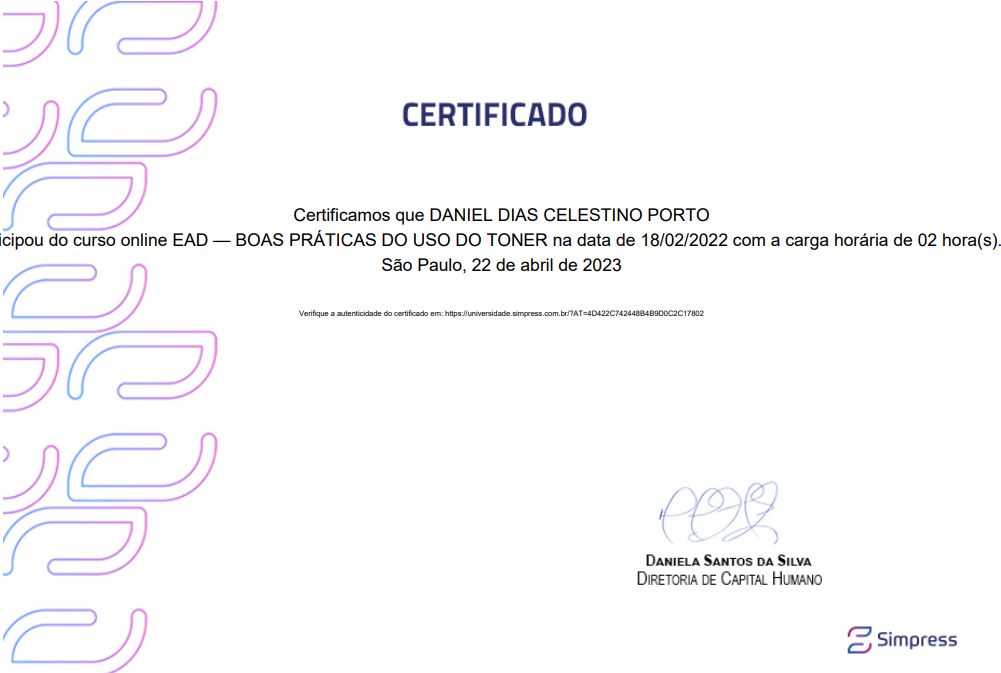 CERTIFICADO
Certificamos que DANIEL DIAS CELESTINO PORTO
icipou do curso online EAD — BOAS PRÁTICAS DO USO DO TONER na data de 18/02/2022 com a carga horária de 02 hora(s).
São Paulo, 22 de abril de 2023
Verifique a autenticidade do certificado em: https://universidade.simpress.com.br/?AT=4D422C742448B4B9D0C2C17802
DANIELA SANTOS DA SILVA
DIRETORIA DE CAPITAL HUMANO
Simpress